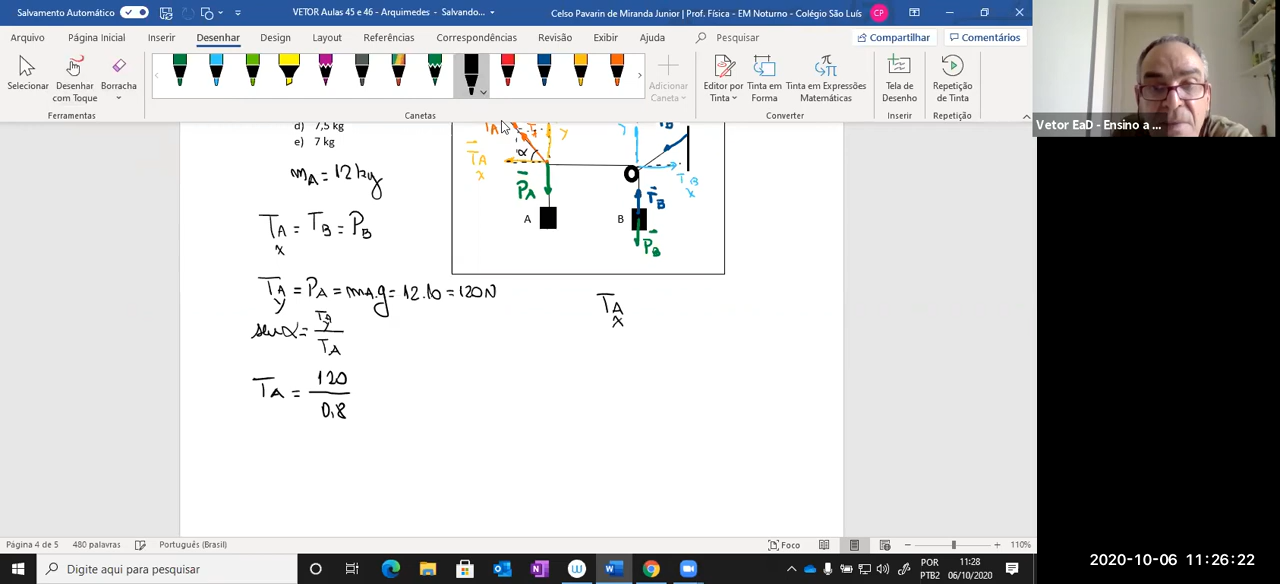 Salvamento Automático
VETOR Aulas 45 e 46 - Arquimedes - Salvando...
Celso Pavarin de Miranda Junior | Prof. Física - EM Noturno - Colégio São Luís
CP
Arquivo
Página Inicial
Inserir
Desenhar
Design
Layout
Referências
Correspondências
Revisão
Exibir
Ajuda
Pesquisar
Compartilhar
Comentários
Selecionar
Desenhar
com Toque
Borracha
Adicionar
Caneta
Editor por
Tinta
Tinta em
Forma
Tinta em Expressões
Matemáticas
Tela de
Desenho
Repetição
de Tinta
Ferramentas
Canetas
Converter
Inserir
Repetição
Vetor EaD - Ensino a ...
d) 7,5 kg
e) 7 kg
mA = 12 kg
TA
y
α
TA
x
PA
A
B
TB
PB
T B
x
TAx = TB = PB
TAy = PA = mA.g = 12.10 = 120N
TA
x
senα = TAy / TA
TA = 120 / 0,8
Página 4 de 5
480 palavras
Português (Brasil)
Foco
110%
Digite aqui para pesquisar
POR
PTB2
11:28
06/10/2020
2020-10-06 11:26:22